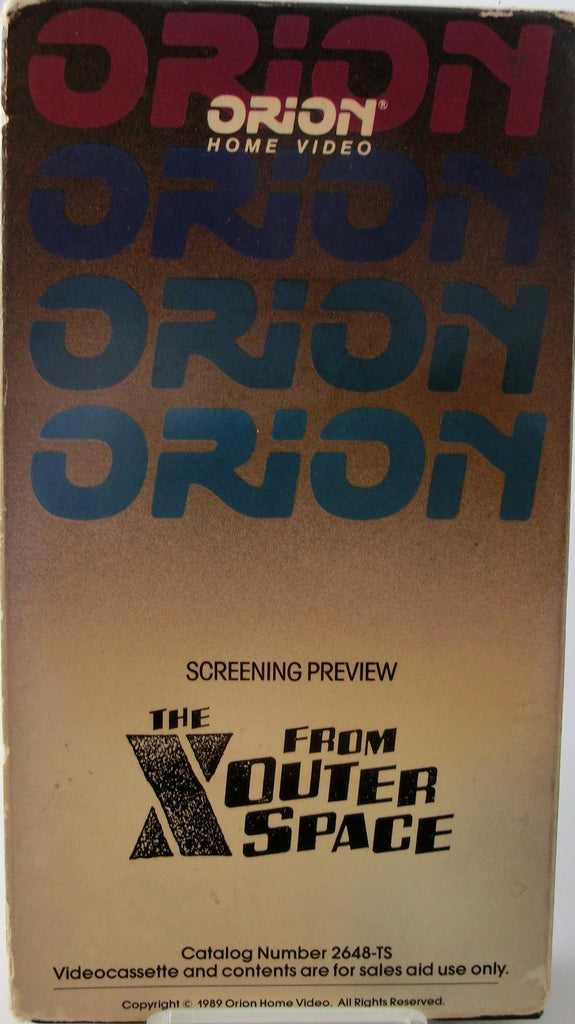 ORION
ORION®
HOME VIDEO
ORION
ORION
ORION
SCREENING PREVIEW
THE X FROM
OUTER
SPACE
Catalog Number 2648-TS
Videocassette and contents are for sales aid use only.
Copyright © 1989 Orion Home Video. All Rights Reserved.